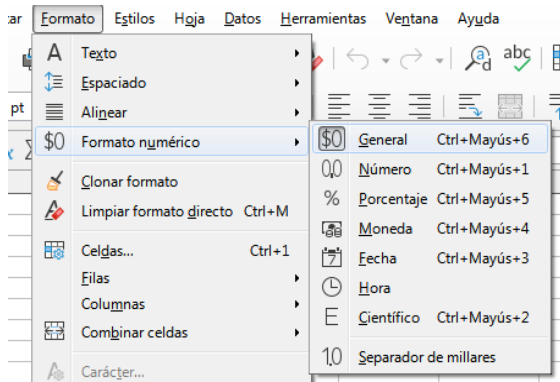 Formato Estilos Hoja Datos Herramientas Ventana Ayuda
Texto
Espaciado
pt
Alinear
Formato numérico
Clonar formato
Limpiar formato directo Ctrl+M
Celdas... Ctrl+1
Filas
Columnas
Combinar celdas
Carácter...
$0 General Ctrl+Mayús+6
0,0 Número Ctrl+Mayús+1
% Porcentaje Ctrl+Mayús+5
Moneda Ctrl+Mayús+4
Fecha Ctrl+Mayús+3
Hora
Científico Ctrl+Mayús+2
1,0 Separador de millares